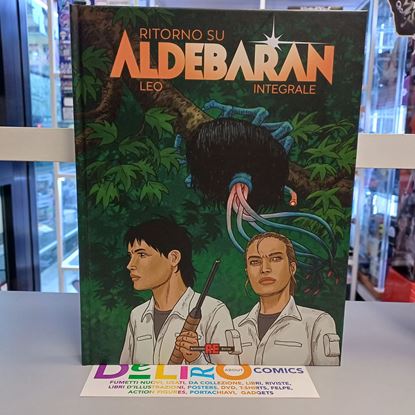 RITORNO SU
ALDEBARAN
LEO INTEGRALE
DELIRO
ABOUT
COMICS
FUMETTI NUOVI, USATI, DA COLLEZIONE, LIBRI, RIVISTE,
LIBRI D'ILLUSTRAZIONI, POSTERS, DVD, T-SHIRTS, FELPE,
ACTION FIGURES, PORTACHIAVI, GADGETS